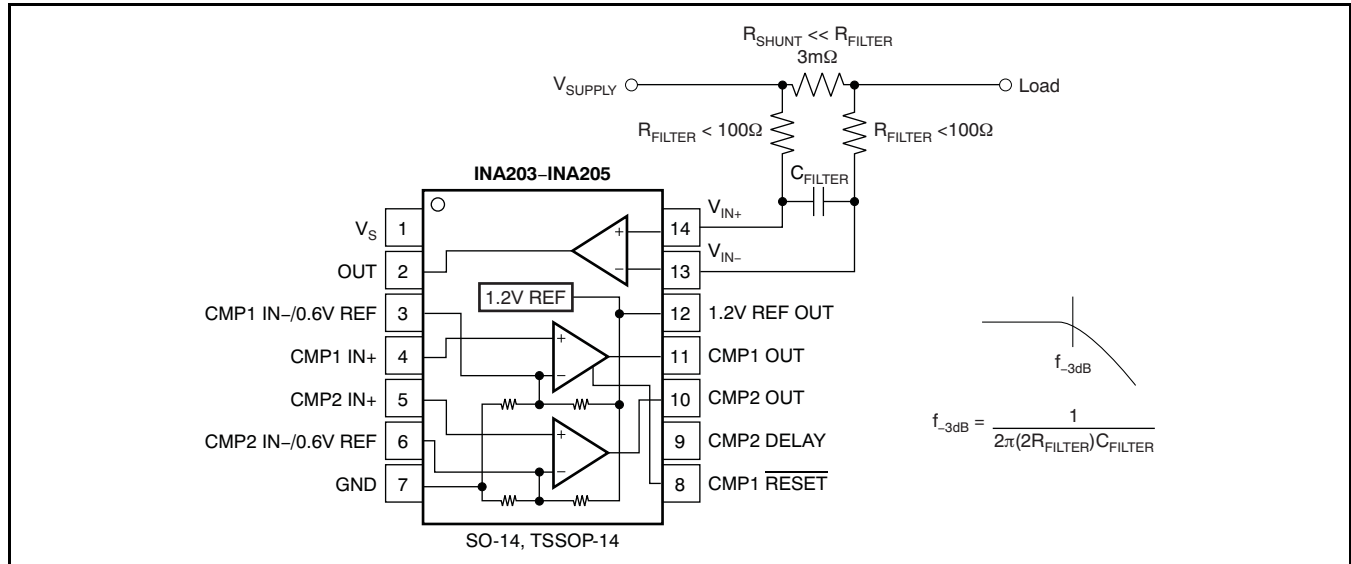 R_SHUNT << R_FILTER
3mΩ
V_SUPPLY
Load
R_FILTER < 100Ω
R_FILTER <100Ω
C_FILTER
INA203–INA205
V_IN+
V_IN−
V_S
1
14
OUT
2
13
1.2V REF
CMP1 IN−/0.6V REF
3
12
1.2V REF OUT
CMP1 IN+
4
11
CMP1 OUT
CMP2 IN+
5
10
CMP2 OUT
CMP2 IN−/0.6V REF
6
9
CMP2 DELAY
GND
7
8
CMP1 RESET
SO-14, TSSOP-14
f_−3dB
f_−3dB = 1
2π(2R_FILTER)C_FILTER